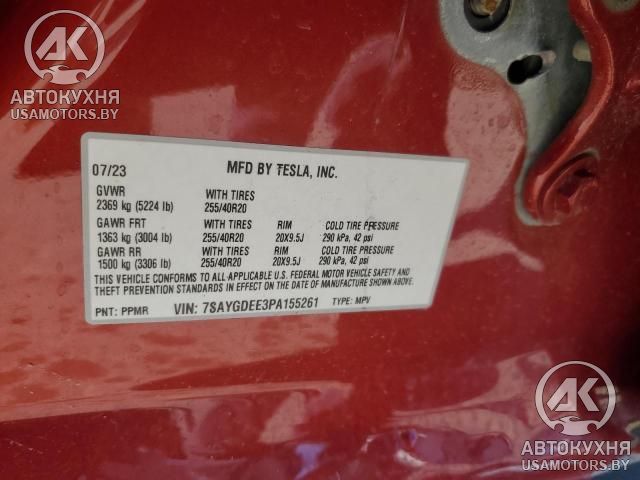 АК
АВТОКУХНЯ
USAMOTORS.BY
07/23 MFD BY TESLA, INC.
GVWR WITH TIRES
2369 kg (5224 lb) 255/40R20
GAWR FRT WITH TIRES RIM COLD TIRE PRESSURE
1363 kg (3004 lb) 255/40R20 20X9.5J 290 kPa, 42 psi
GAWR RR WITH TIRES RIM COLD TIRE PRESSURE
1500 kg (3306 lb) 255/40R20 20X9.5J 290 kPa, 42 psi
THIS VEHICLE CONFORMS TO ALL APPLICABLE U.S. FEDERAL MOTOR VEHICLE SAFETY AND
THEFT PREVENTION STANDARDS IN EFFECT ON THE DATE OF MANUFACTURE SHOWN ABOVE.
PNT: PPMR VIN: 7SAYGDEE3PA155261 TYPE: MPV
АК
АВТОКУХНЯ
USAMOTORS.BY